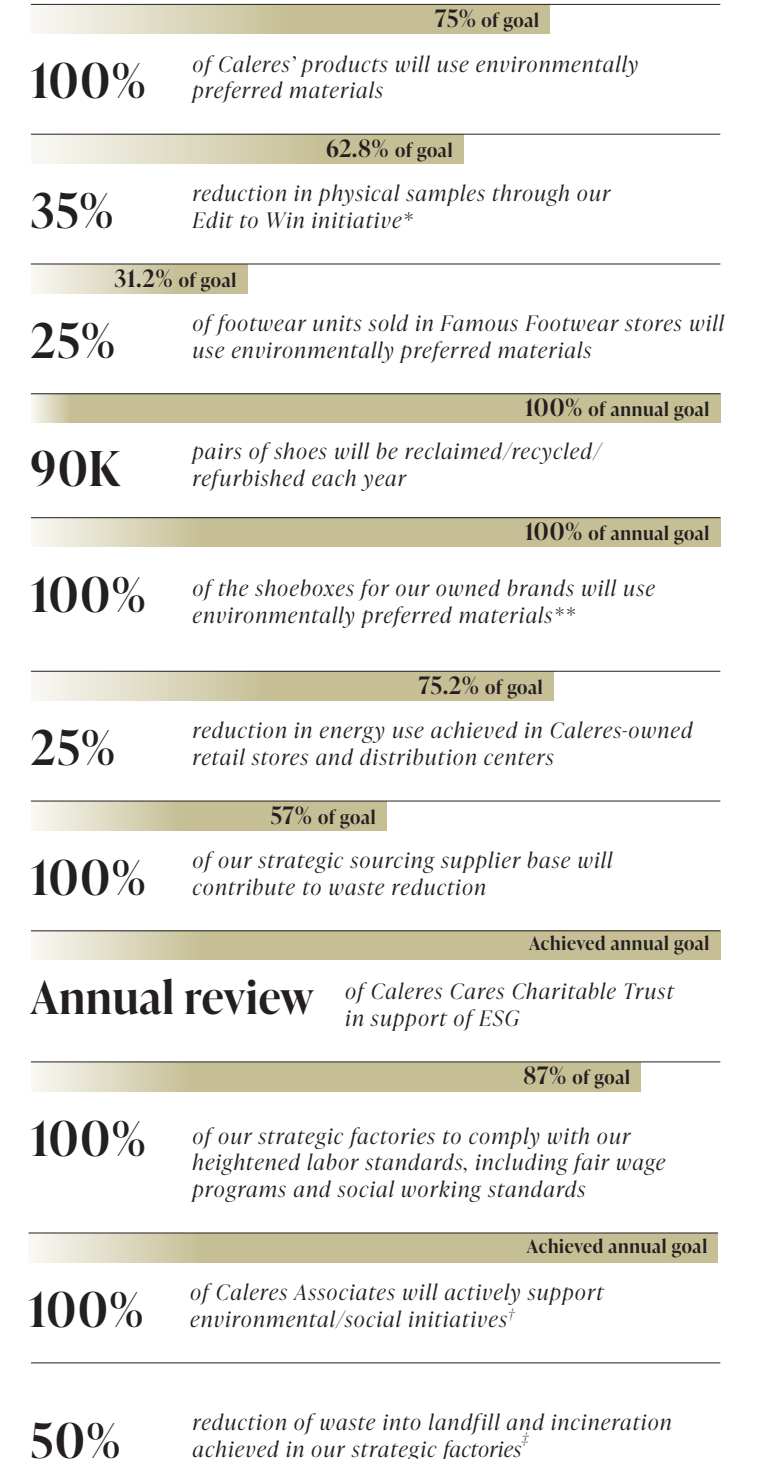 75% of goal
100% of Caleres’ products will use environmentally
preferred materials
62.8% of goal
35% reduction in physical samples through our
Edit to Win initiative*
31.2% of goal
25% of footwear units sold in Famous Footwear stores will
use environmentally preferred materials
100% of annual goal
90K pairs of shoes will be reclaimed/recycled/
refurbished each year
100% of annual goal
100% of the shoeboxes for our owned brands will use
environmentally preferred materials**
75.2% of goal
25% reduction in energy use achieved in Caleres-owned
retail stores and distribution centers
57% of goal
100% of our strategic sourcing supplier base will
contribute to waste reduction
Achieved annual goal
Annual review of Caleres Cares Charitable Trust
in support of ESG
87% of goal
100% of our strategic factories to comply with our
heightened labor standards, including fair wage
programs and social working standards
Achieved annual goal
100% of Caleres Associates will actively support
environmental/social initiatives†
50% reduction of waste into landfill and incineration
achieved in our strategic factories‡